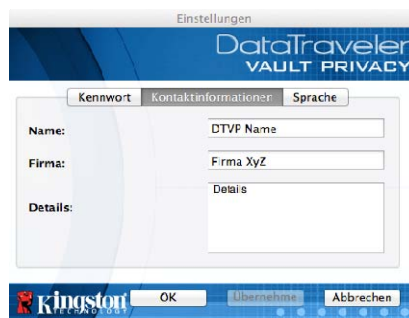 Einstellungen
DataTraveler
VAULT PRIVACY
Kennwort Kontaktinformationen Sprache
Name: DTVP Name
Firma: Firma XyZ
Details: Details
Kingston
TECHNOLOGY
OK Übernehme Abbrechen